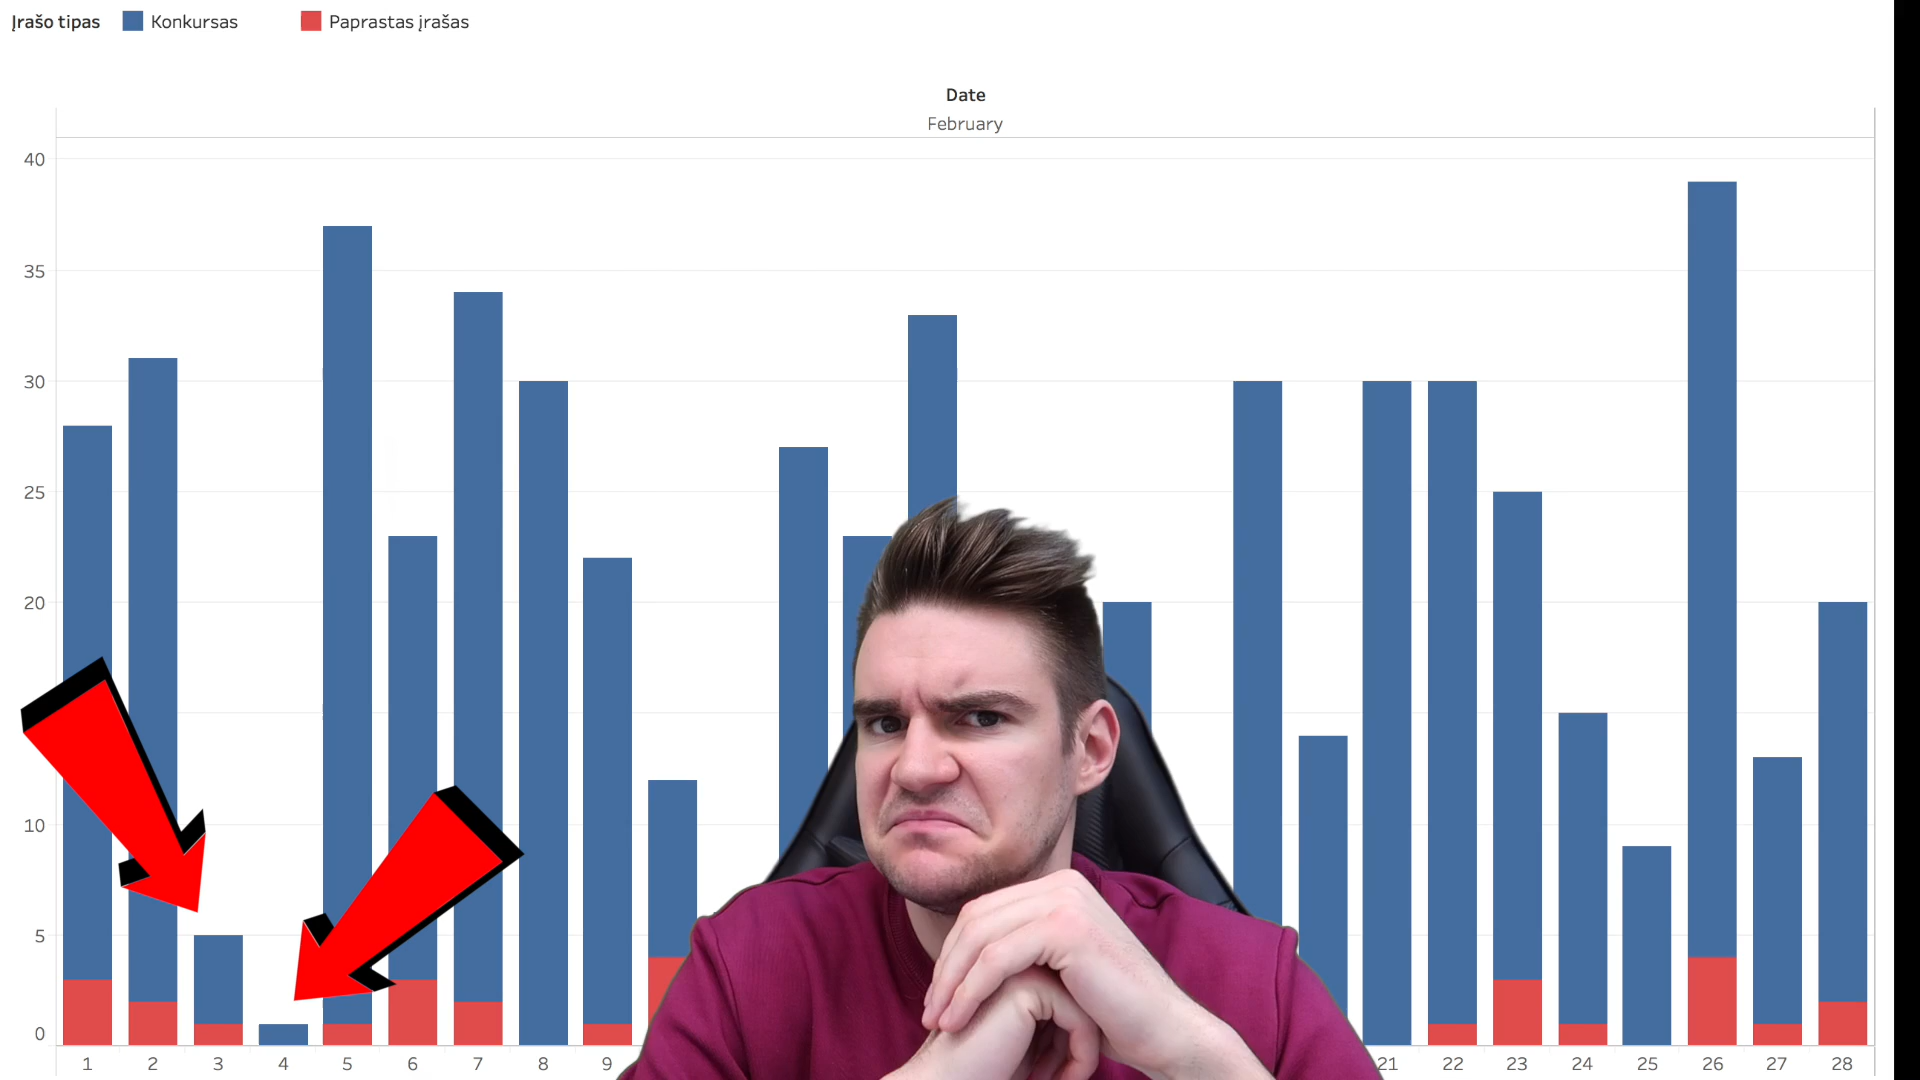 Įrašo tipas Konkursas Paprastas įrašas
Date
February
40
35
30
25
20
10
5
0
1 2 3 4 5 6 7 8 9 21 22 23 24 25 26 27 28